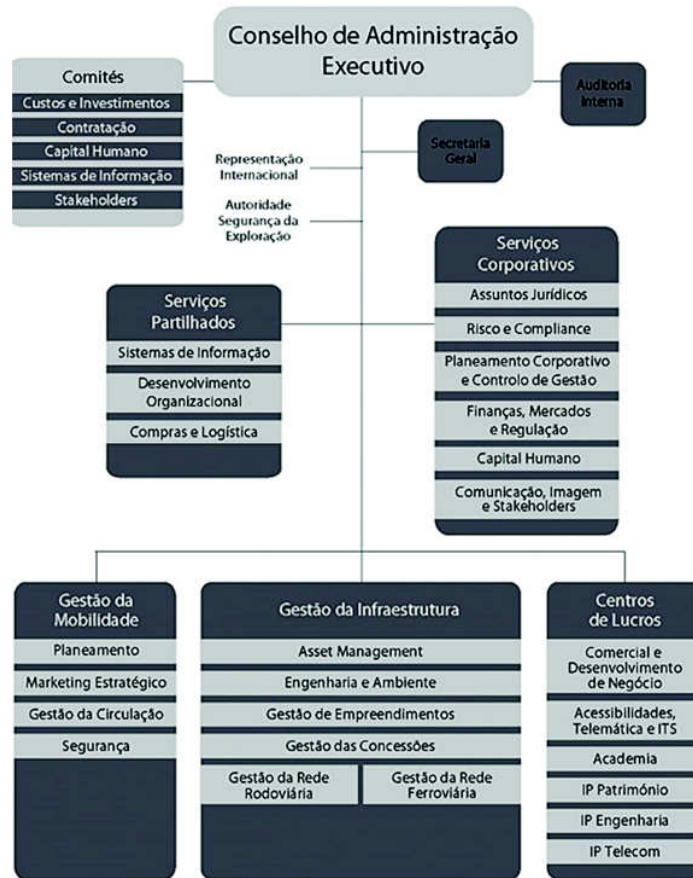 Conselho de Administração
Executivo
Comités
Custos e Investimentos
Contratação
Capital Humano
Sistemas de Informação
Stakeholders
Auditoria
Interna
Secretaria
Geral
Representação
Internacional
Autoridade
Segurança da
Exploração
Serviços
Partilhados
Sistemas de Informação
Desenvolvimento
Organizacional
Compras e Logística
Serviços
Corporativos
Assuntos Jurídicos
Risco e Compliance
Planeamento Corporativo
e Controlo de Gestão
Finanças, Mercados
e Regulação
Capital Humano
Comunicação, Imagem
e Stakeholders
Gestão da
Mobilidade
Planeamento
Marketing Estratégico
Gestão da Circulação
Segurança
Gestão da Infraestrutura
Asset Management
Engenharia e Ambiente
Gestão de Empreendimentos
Gestão das Concessões
Gestão da Rede
Rodoviária
Gestão da Rede
Ferroviária
Centros
de Lucros
Comercial e
Desenvolvimento
de Negócio
Acessibilidades,
Telemática e ITS
Academia
IP Património
IP Engenharia
IP Telecom